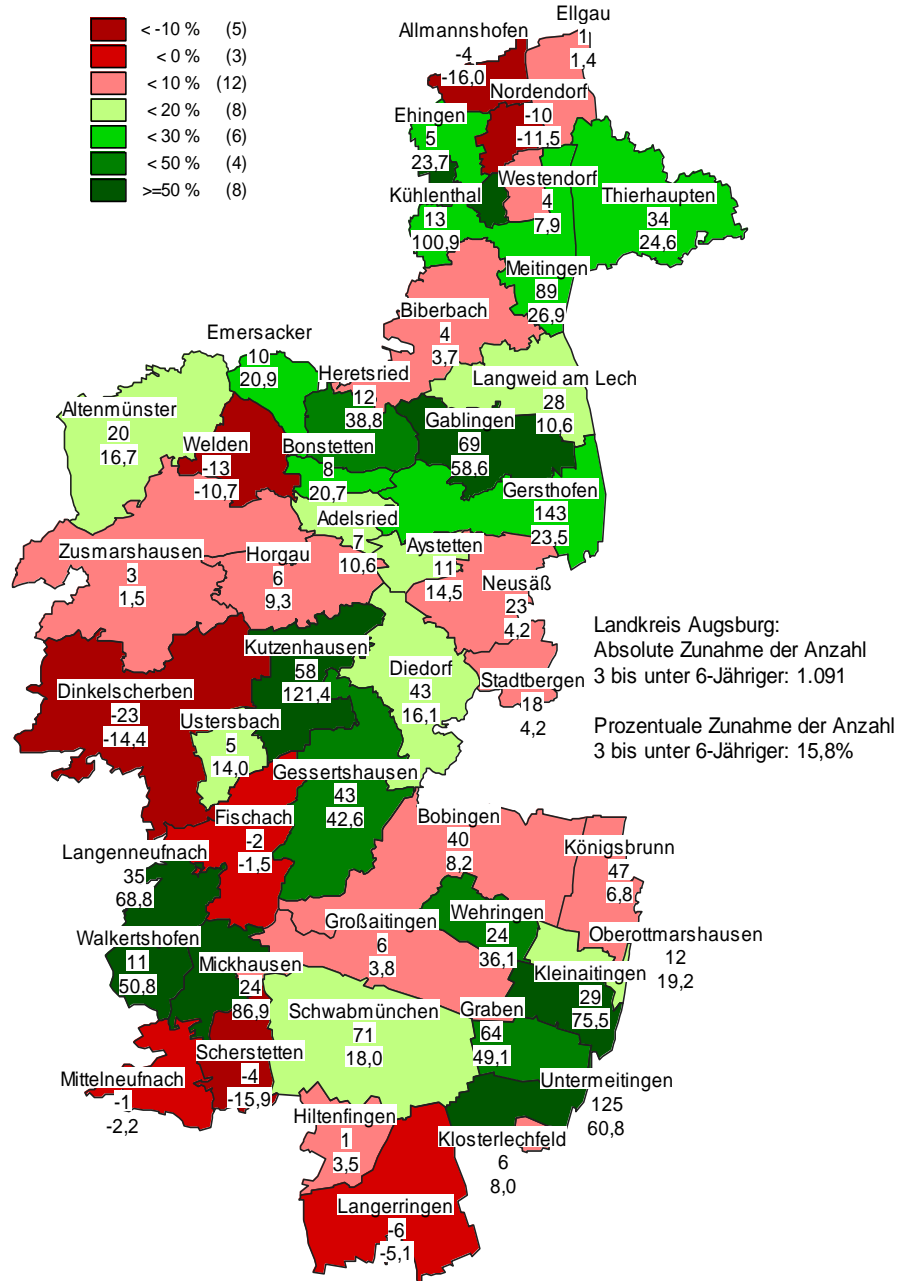 < -10 % (5)
< 0 % (3)
< 10 % (12)
< 20 % (8)
< 30 % (6)
< 50 % (4)
>=50 % (8)
Allmannshofen
-4
-16,0
Ellgau
1
1,4
Nordendorf
-10
-11,5
Ehingen
5
23,7
Westendorf
4
7,9
Kühlenthal
13
100,9
Thierhaupten
34
24,6
Meitingen
89
26,9
Biberbach
4
3,7
Emersacker
10
20,9
Heretsried
12
38,8
Langweid am Lech
28
10,6
Altenmünster
20
16,7
Gablingen
69
58,6
Welden
-13
-10,7
Bonstetten
8
20,7
Gersthofen
143
23,5
Adelsried
7
10,6
Aystetten
11
14,5
Zusmarshausen
3
1,5
Horgau
6
9,3
Neusäß
23
4,2
Landkreis Augsburg:
Absolute Zunahme der Anzahl
3 bis unter 6-Jähriger: 1.091
Prozentuale Zunahme der Anzahl
3 bis unter 6-Jähriger: 15,8%
Kutzenhausen
58
121,4
Diedorf
43
16,1
Stadtbergen
18
4,2
Dinkelscherben
-23
-14,4
Ustersbach
5
14,0
Gessertshausen
43
42,6
Fischach
-2
-1,5
Bobingen
40
8,2
Königsbrunn
47
6,8
Langenneufnach
35
68,8
Wehringen
24
36,1
Großaitingen
6
3,8
Oberottmarshausen
12
19,2
Walkertshofen
11
50,8
Mickhausen
24
86,9
Kleinaitingen
29
75,5
Schwabmünchen
71
18,0
Graben
64
49,1
Scherstetten
-4
-15,9
Mittelneufnach
-1
-2,2
Untermeitingen
125
60,8
Hiltenfingen
1
3,5
Klosterlechfeld
6
8,0
Langerringen
-6
-5,1